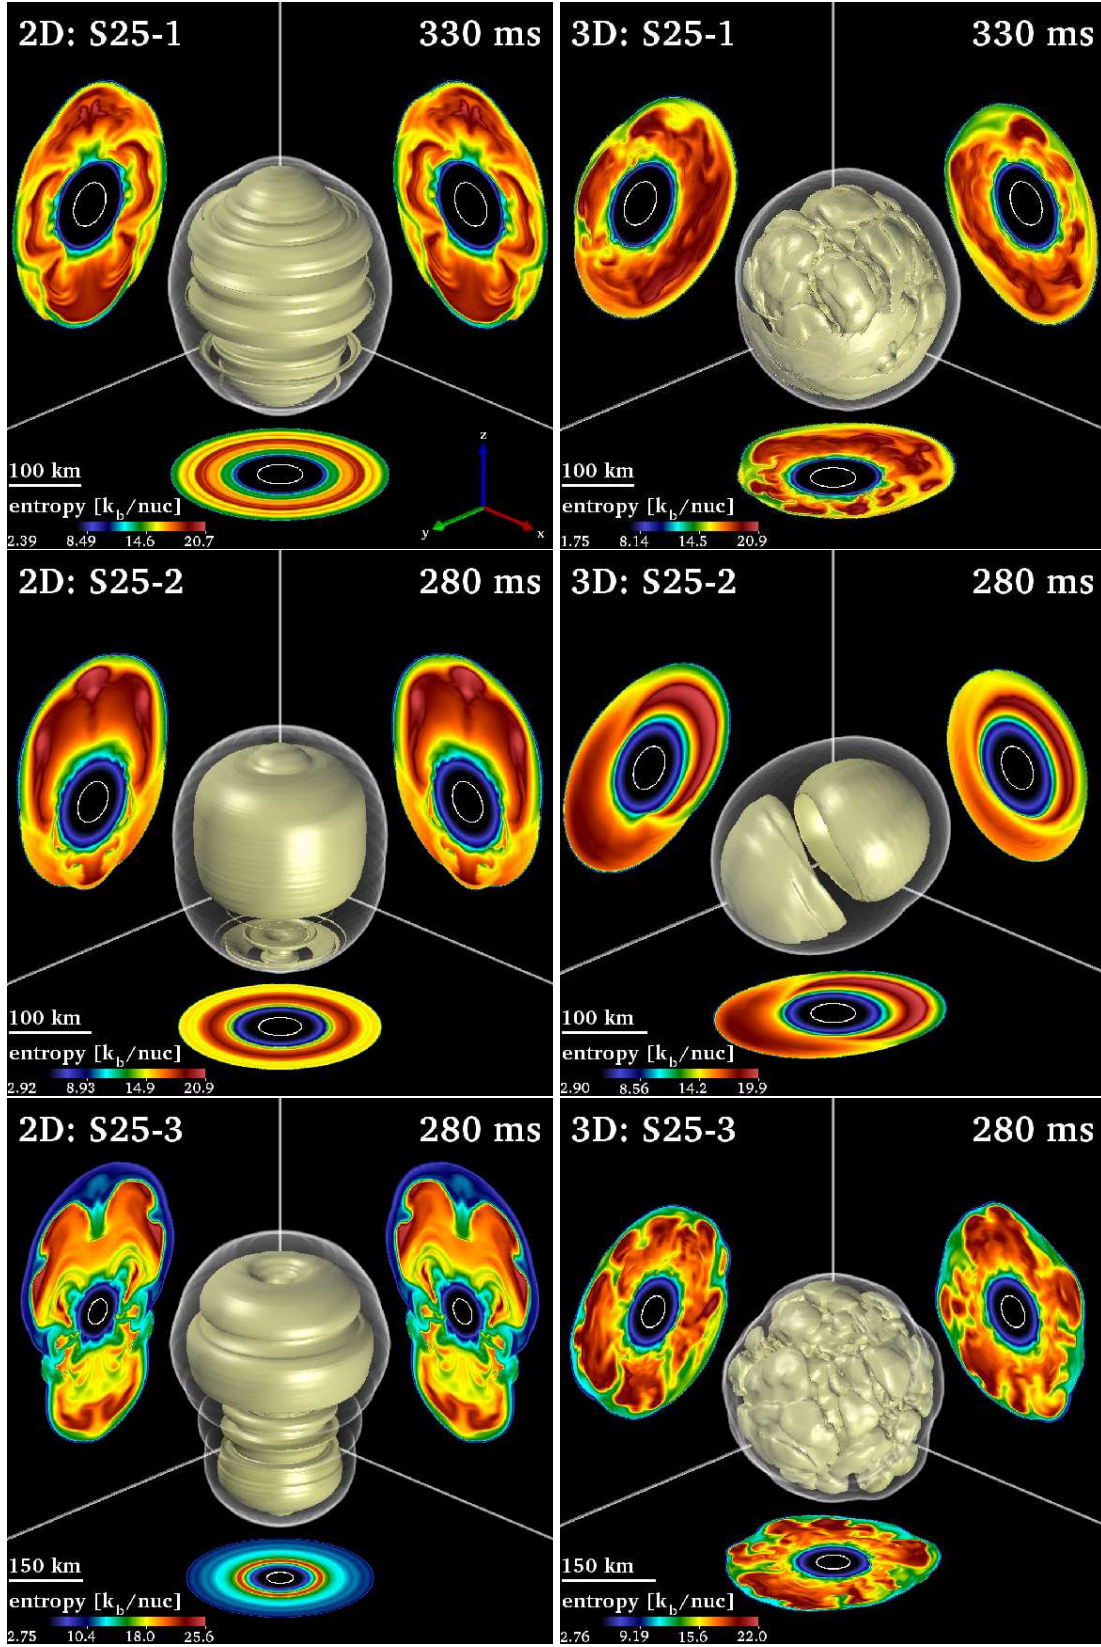 2D: S25-1 330 ms
z
y x
100 km
entropy [k_b/nuc]
2.39 8.49 14.6 20.7
3D: S25-1 330 ms
100 km
entropy [k_b/nuc]
1.75 8.14 14.5 20.9
2D: S25-2 280 ms
100 km
entropy [k_b/nuc]
2.92 8.93 14.9 20.9
3D: S25-2 280 ms
100 km
entropy [k_b/nuc]
2.90 8.56 14.2 19.9
2D: S25-3 280 ms
150 km
entropy [k_b/nuc]
2.75 10.4 18.0 25.6
3D: S25-3 280 ms
150 km
entropy [k_b/nuc]
2.76 9.19 15.6 22.0